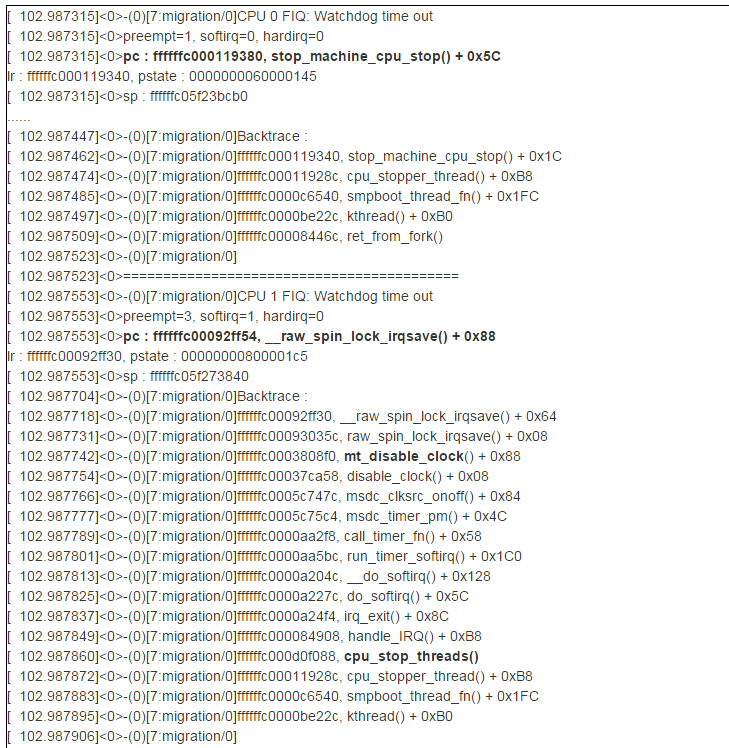 [  102.987315]<0>-(0)[7:migration/0]CPU 0 FIQ: Watchdog time out
[  102.987315]<0>preempt=1, softirq=0, hardirq=0
[  102.987315]<0>pc : ffffffc000119380, stop_machine_cpu_stop() + 0x5C
lr : ffffffc000119340, pstate : 0000000060000145
[  102.987315]<0>sp : ffffffc05f23bcb0
......
[  102.987447]<0>-(0)[7:migration/0]Backtrace :
[  102.987462]<0>-(0)[7:migration/0]ffffffc000119340, stop_machine_cpu_stop() + 0x1C
[  102.987474]<0>-(0)[7:migration/0]ffffffc00011928c, cpu_stopper_thread() + 0xB8
[  102.987485]<0>-(0)[7:migration/0]ffffffc0000c6540, smpboot_thread_fn() + 0x1FC
[  102.987497]<0>-(0)[7:migration/0]ffffffc0000be22c, kthread() + 0xB0
[  102.987509]<0>-(0)[7:migration/0]ffffffc00008446c, ret_from_fork()
[  102.987523]<0>-(0)[7:migration/0]
[  102.987523]<0>==========================================
[  102.987553]<0>-(0)[7:migration/0]CPU 1 FIQ: Watchdog time out
[  102.987553]<0>preempt=3, softirq=1, hardirq=0
[  102.987553]<0>pc : ffffffc00092ff54, __raw_spin_lock_irqsave() + 0x88
lr : ffffffc00092ff30, pstate : 00000000800001c5
[  102.987553]<0>sp : ffffffc05f273840
[  102.987704]<0>-(0)[7:migration/0]Backtrace :
[  102.987718]<0>-(0)[7:migration/0]ffffffc00092ff30, __raw_spin_lock_irqsave() + 0x64
[  102.987731]<0>-(0)[7:migration/0]ffffffc00093035c, raw_spin_lock_irqsave() + 0x08
[  102.987742]<0>-(0)[7:migration/0]ffffffc0003808f0, mt_disable_clock() + 0x88
[  102.987754]<0>-(0)[7:migration/0]ffffffc00037ca58, disable_clock() + 0x08
[  102.987766]<0>-(0)[7:migration/0]ffffffc0005c747c, msdc_clksrc_onoff() + 0x84
[  102.987777]<0>-(0)[7:migration/0]ffffffc0005c75c4, msdc_timer_pm() + 0x4C
[  102.987789]<0>-(0)[7:migration/0]ffffffc0000aa2f8, call_timer_fn() + 0x58
[  102.987801]<0>-(0)[7:migration/0]ffffffc0000aa5bc, run_timer_softirq() + 0x1C0
[  102.987813]<0>-(0)[7:migration/0]ffffffc0000a204c, __do_softirq() + 0x128
[  102.987825]<0>-(0)[7:migration/0]ffffffc0000a227c, do_softirq() + 0x5C
[  102.987837]<0>-(0)[7:migration/0]ffffffc0000a24f4, irq_exit() + 0x8C
[  102.987849]<0>-(0)[7:migration/0]ffffffc000084908, handle_IRQ() + 0xB8
[  102.987860]<0>-(0)[7:migration/0]ffffffc000d0f088, cpu_stop_threads()
[  102.987872]<0>-(0)[7:migration/0]ffffffc00011928c, cpu_stopper_thread() + 0xB8
[  102.987883]<0>-(0)[7:migration/0]ffffffc0000c6540, smpboot_thread_fn() + 0x1FC
[  102.987895]<0>-(0)[7:migration/0]ffffffc0000be22c, kthread() + 0xB0
[  102.987906]<0>-(0)[7:migration/0]